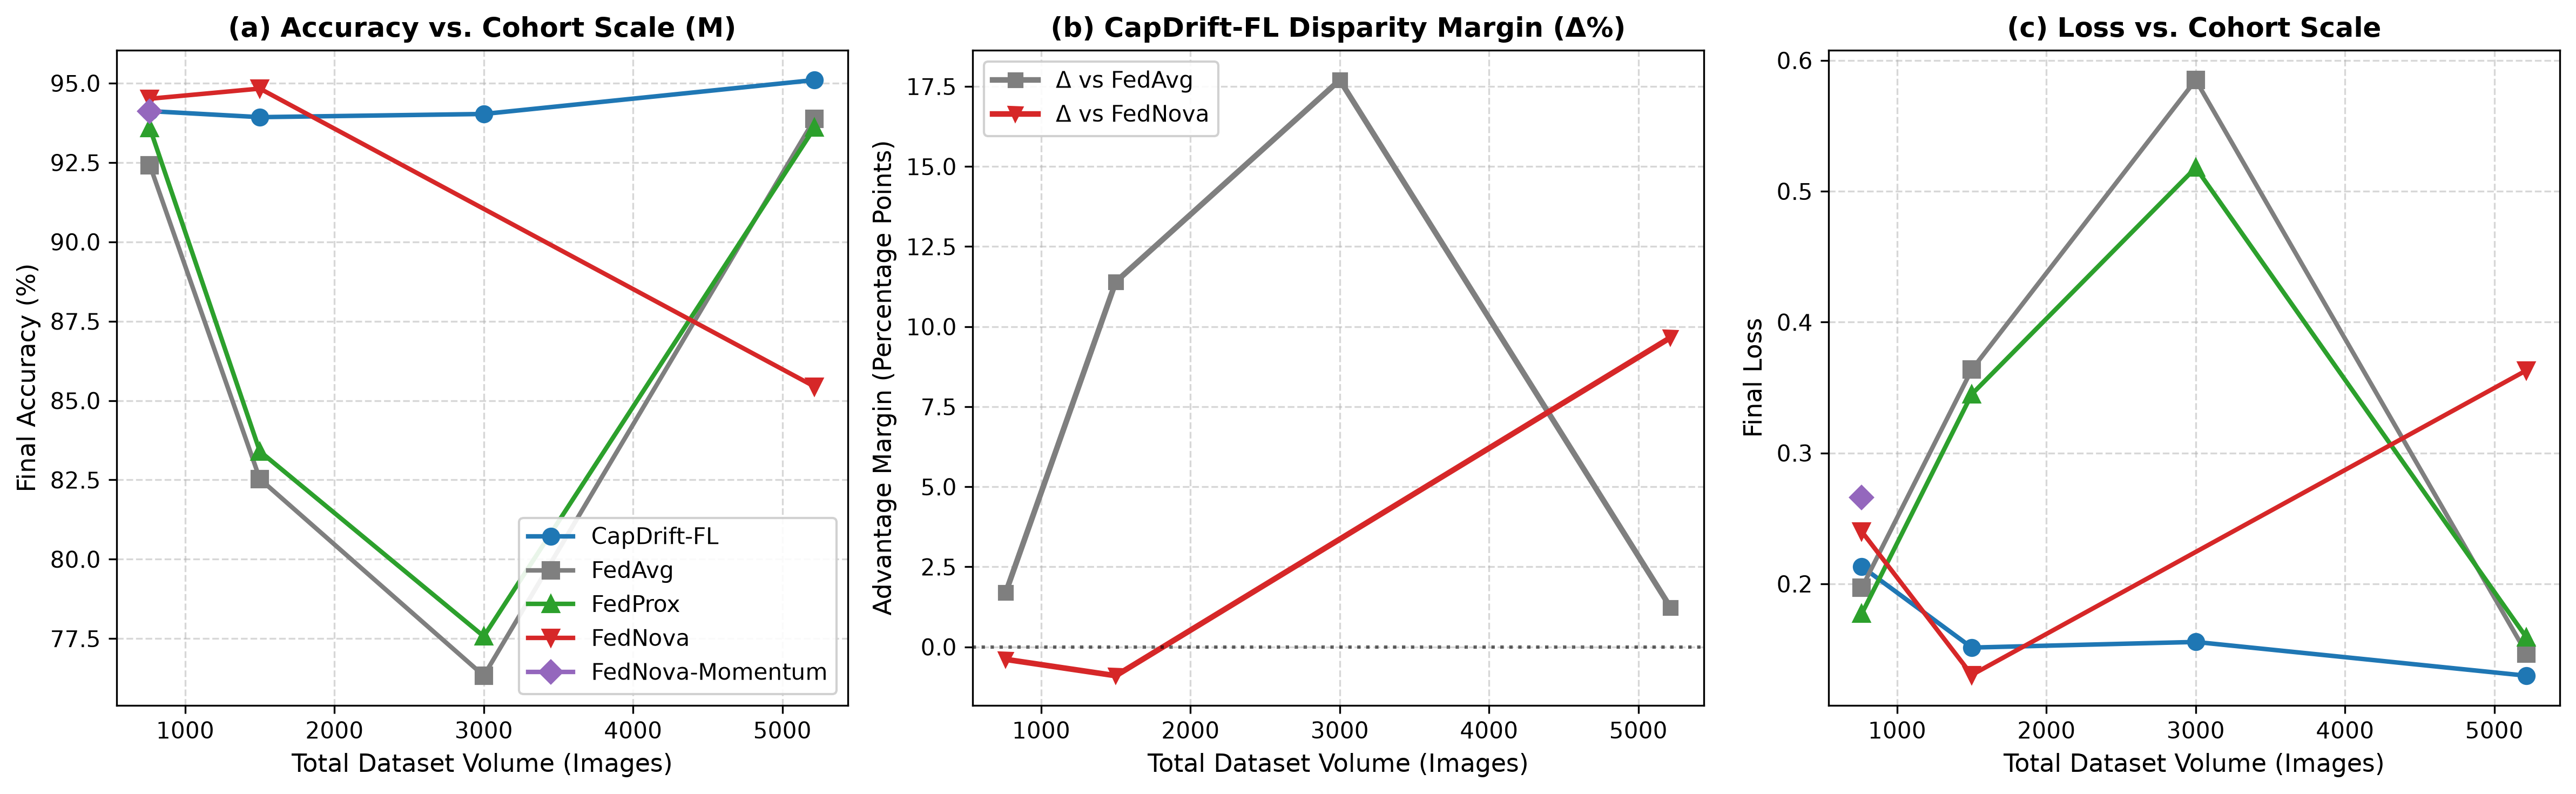 (a) Accuracy vs. Cohort Scale (M)
Final Accuracy (%)
95.0
92.5
90.0
87.5
85.0
82.5
80.0
77.5
CapDrift-FL
FedAvg
FedProx
FedNova
FedNova-Momentum
1000 2000 3000 4000 5000
Total Dataset Volume (Images)
(b) CapDrift-FL Disparity Margin (Δ%)
Advantage Margin (Percentage Points)
Δ vs FedAvg
Δ vs FedNova
17.5
15.0
12.5
10.0
7.5
5.0
2.5
0.0
1000 2000 3000 4000 5000
Total Dataset Volume (Images)
(c) Loss vs. Cohort Scale
Final Loss
0.6
0.5
0.4
0.3
0.2
1000 2000 3000 4000 5000
Total Dataset Volume (Images)